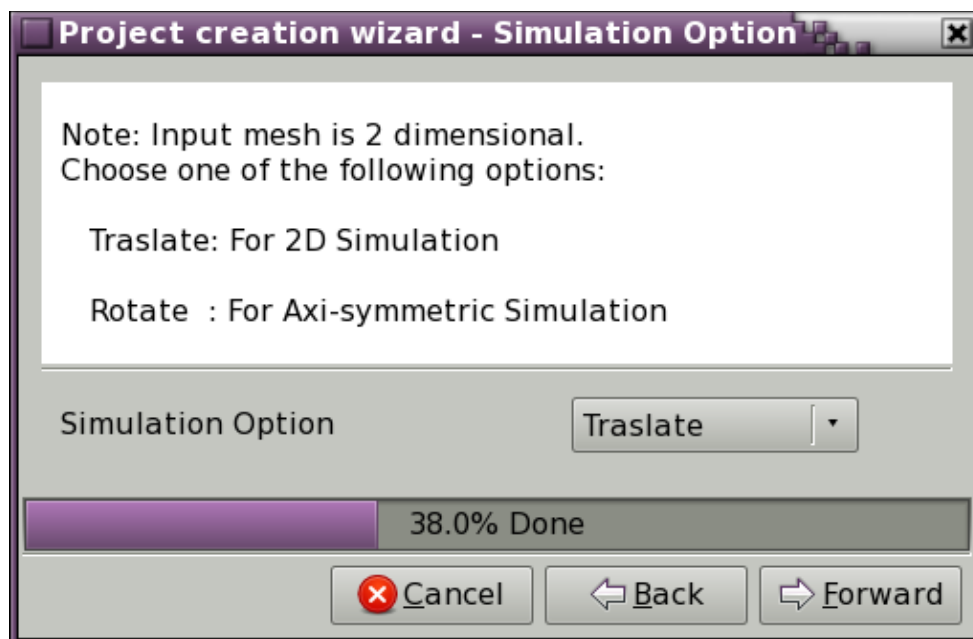 Project creation wizard - Simulation Option
Note: Input mesh is 2 dimensional.
Choose one of the following options:
Traslate: For 2D Simulation
Rotate : For Axi-symmetric Simulation
Simulation Option
Traslate
38.0% Done
Cancel
Back
Forward